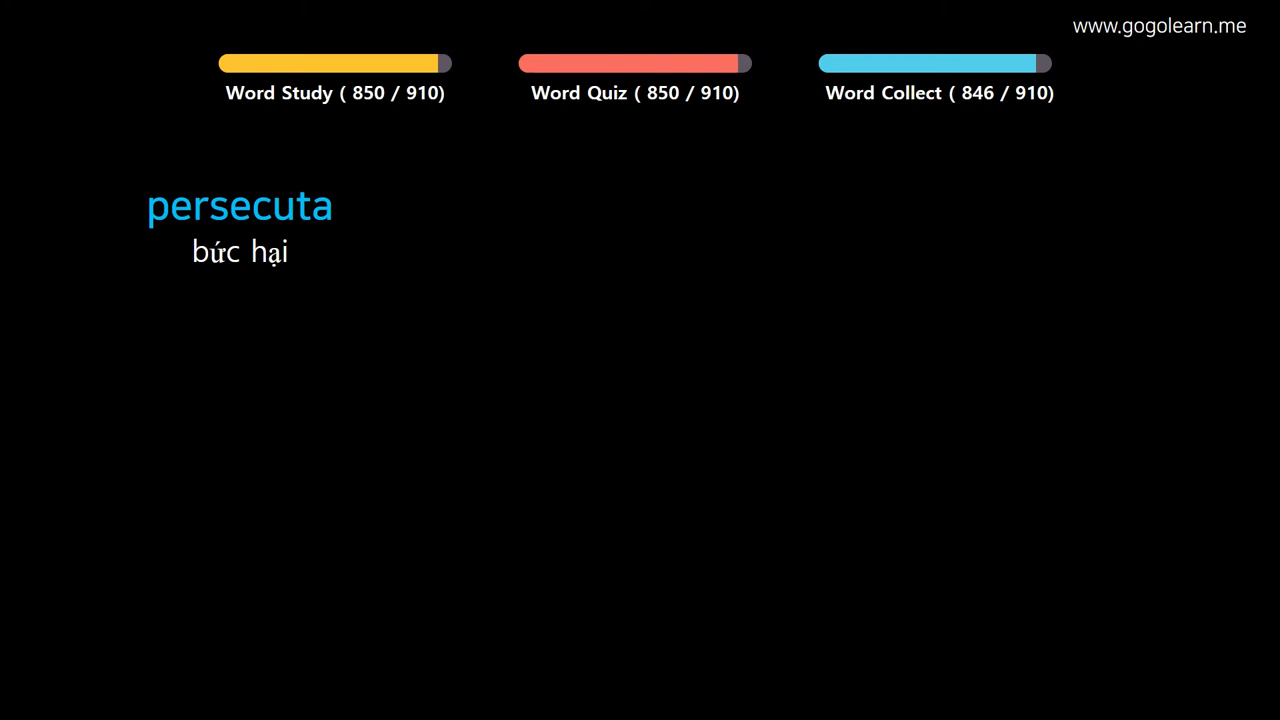 www.gogolearn.me
Word Study ( 850 / 910)
Word Quiz ( 850 / 910)
Word Collect ( 846 / 910)
persecuta
bức hại